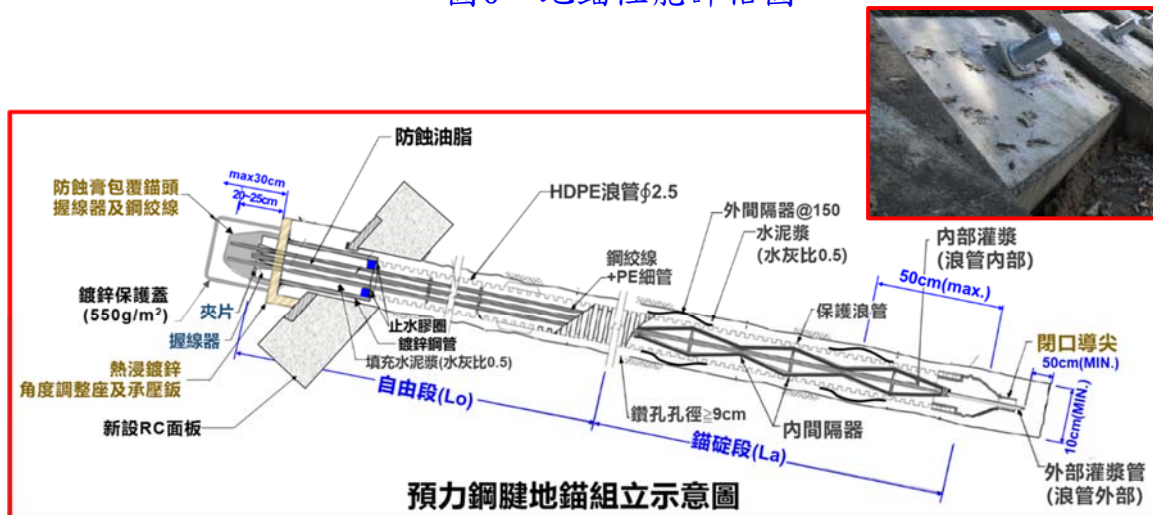 防蝕油脂
max30cm
20~25cm
防蝕膏包覆錨頭
握線器及鋼絞線
HDPE浪管∮2.5
外間隔器@150
水泥漿
(水灰比0.5)
內部灌漿
(浪管內部)
鋼絞線
+PE細管
50cm(max.)
鍍鋅保護蓋
(550g/m²)
夾片
握線器
保護浪管
閉口導尖
50cm(MIN.)
止水膠圈
鍍鋅鋼管
填充水泥漿(水灰比0.5)
熱浸鍍鋅
角度調整座及承壓鈑
自由段(Lo)
鑽孔孔徑≧9cm
內間隔器
10cm(MIN.)
新設RC面板
錨碇段(La)
外部灌漿管
(浪管外部)
預力鋼腱地錨組立示意圖